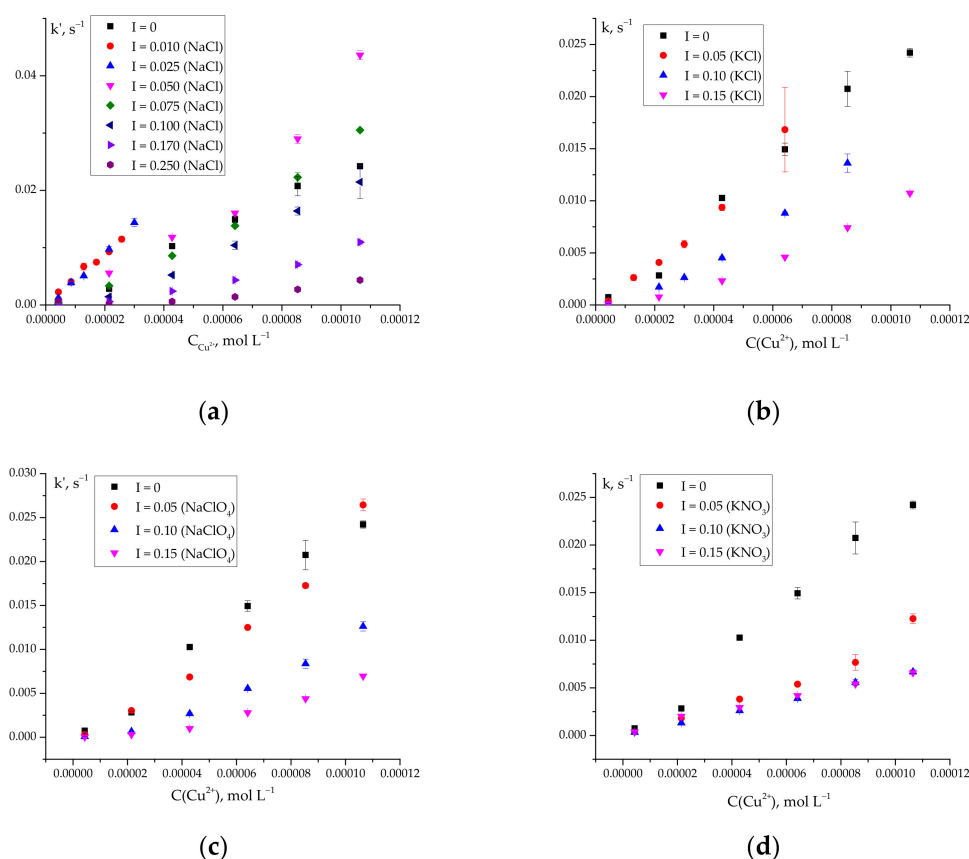 k', s⁻¹
I = 0
I = 0.010 (NaCl)
I = 0.025 (NaCl)
I = 0.050 (NaCl)
I = 0.075 (NaCl)
I = 0.100 (NaCl)
I = 0.170 (NaCl)
I = 0.250 (NaCl)
0.04
0.02
0.00
0.00000 0.00002 0.00004 0.00006 0.00008 0.00010 0.00012
C_Cu²⁺, mol L⁻¹
(a)
k, s⁻¹
I = 0
I = 0.05 (KCl)
I = 0.10 (KCl)
I = 0.15 (KCl)
0.025
0.020
0.015
0.010
0.005
0.000
0.00000 0.00002 0.00004 0.00006 0.00008 0.00010 0.00012
C(Cu²⁺), mol L⁻¹
(b)
k', s⁻¹
I = 0
I = 0.05 (NaClO₄)
I = 0.10 (NaClO₄)
I = 0.15 (NaClO₄)
0.030
0.025
0.020
0.015
0.010
0.005
0.000
0.00000 0.00002 0.00004 0.00006 0.00008 0.00010 0.00012
C(Cu²⁺), mol L⁻¹
(c)
k, s⁻¹
I = 0
I = 0.05 (KNO₃)
I = 0.10 (KNO₃)
I = 0.15 (KNO₃)
0.025
0.020
0.015
0.010
0.005
0.000
0.00000 0.00002 0.00004 0.00006 0.00008 0.00010 0.00012
C(Cu²⁺), mol L⁻¹
(d)